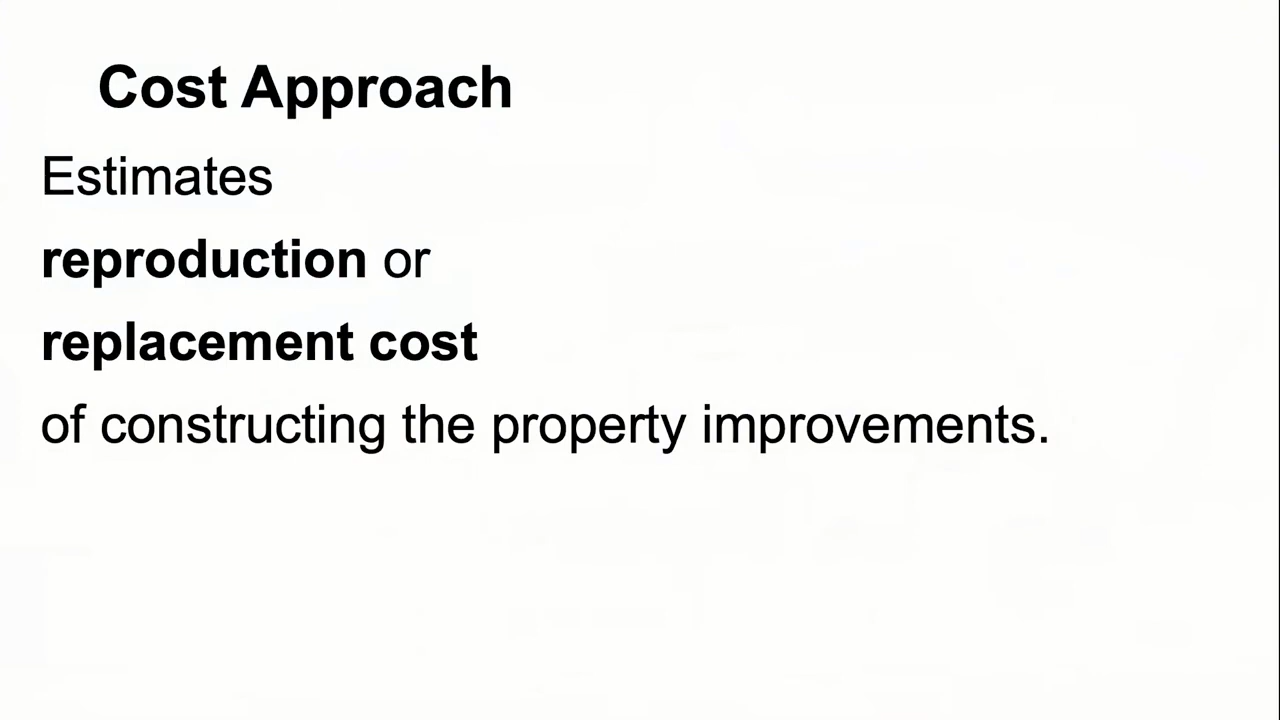 Cost Approach
Estimates
reproduction or
replacement cost
of constructing the property improvements.